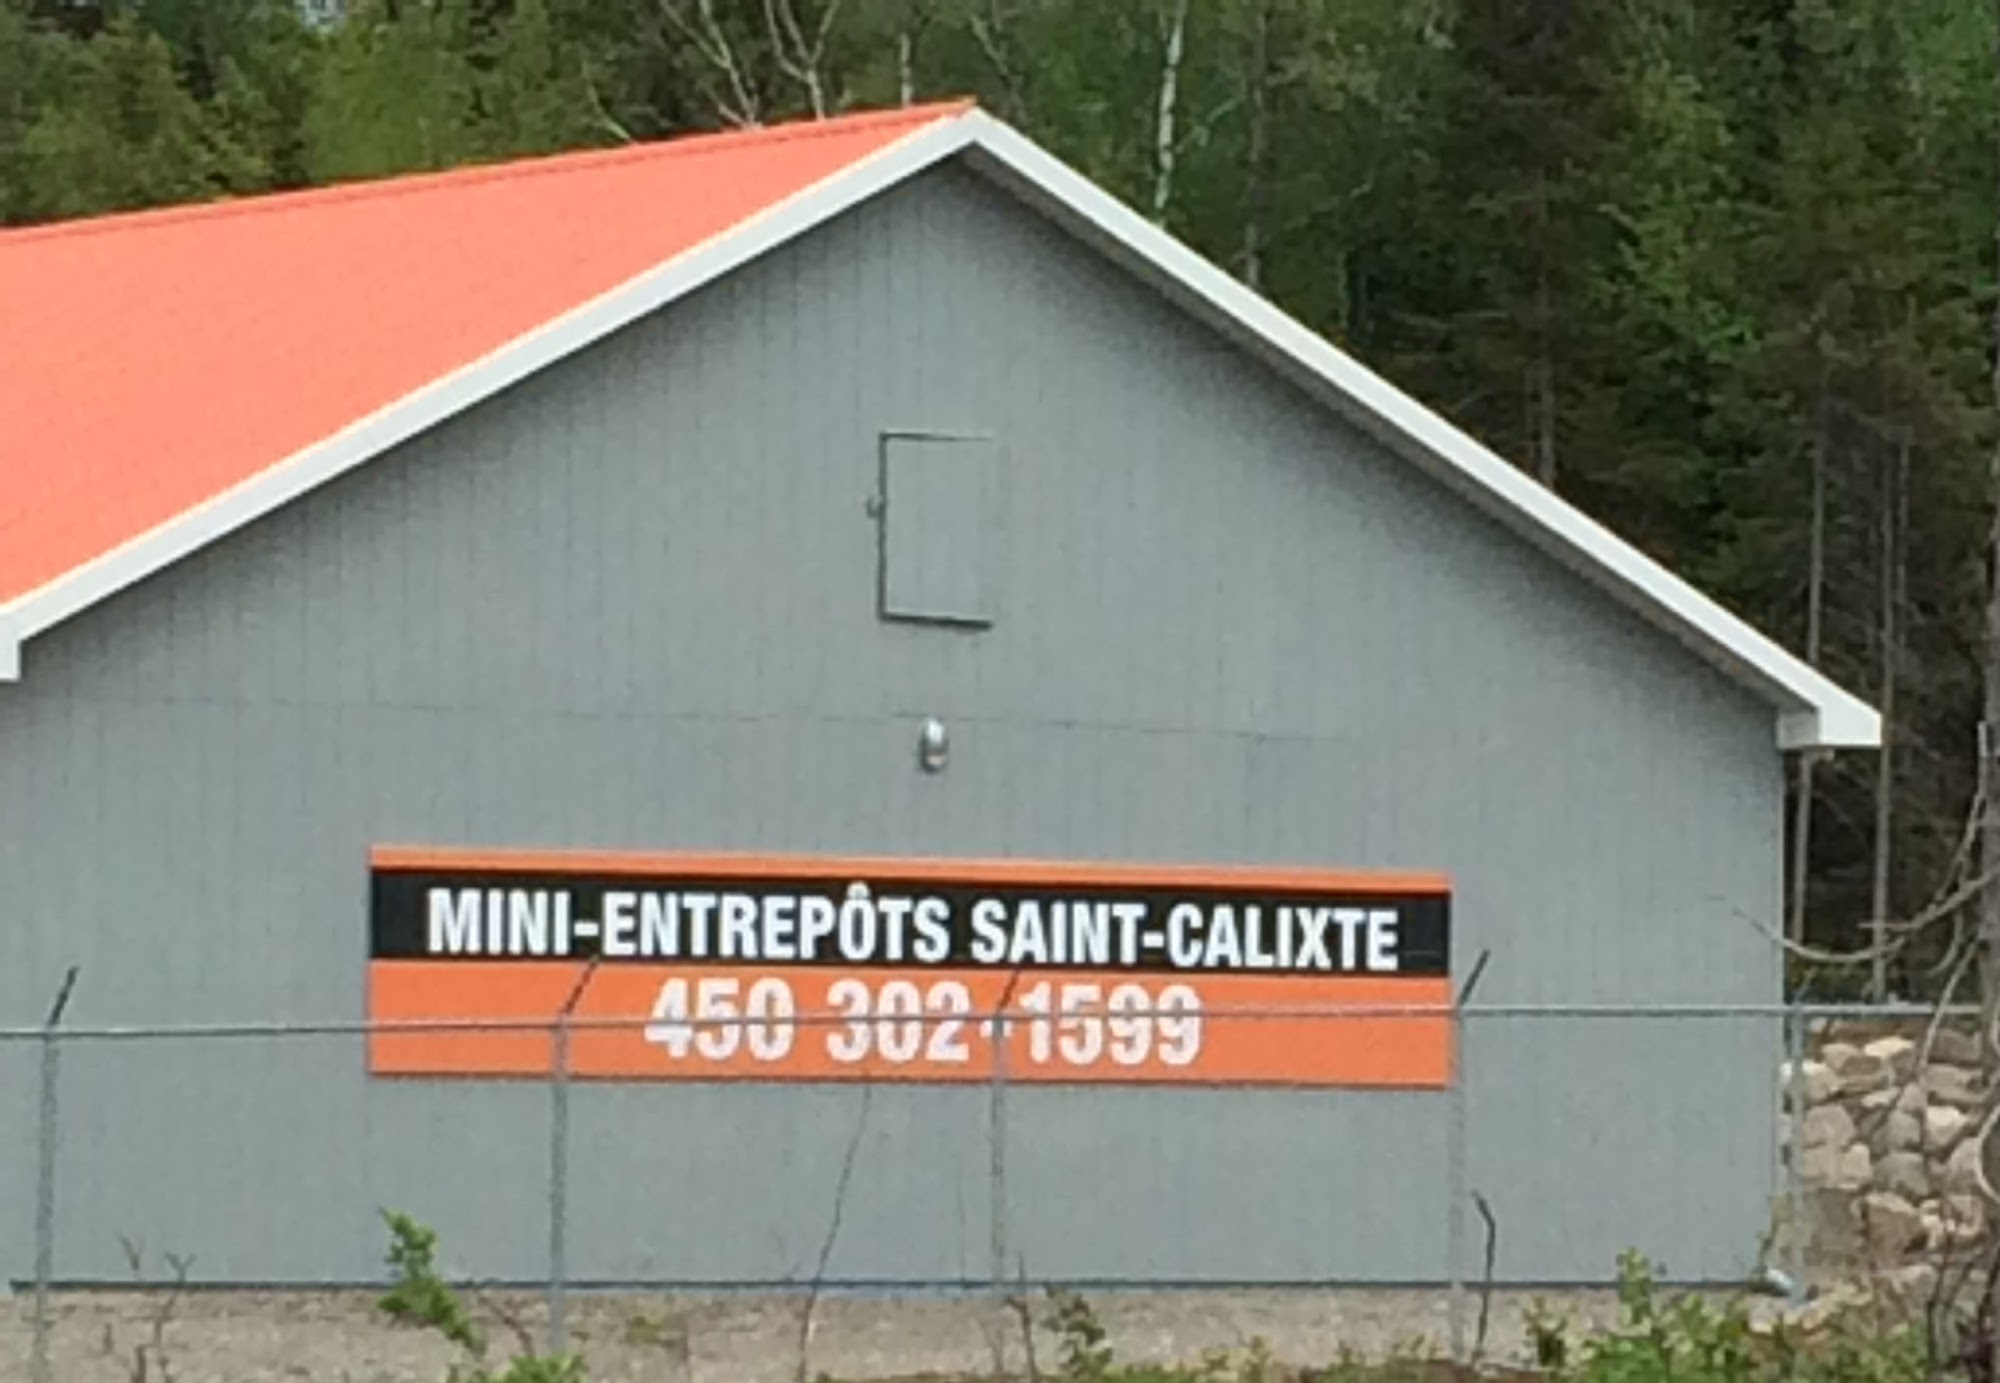 MINI-ENTREPÔTS SAINT-CALIXTE
450 302-1599